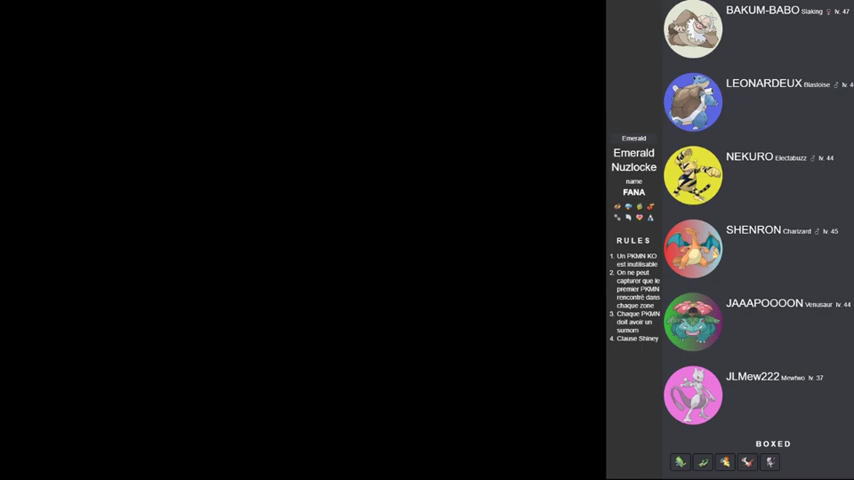 Emerald
Emerald
Nuzlocke
name
FANA
RULES
1. Un PKMN KO
est inutilisable
2. On ne peut
capturer que le
premier PKMN
rencontré dans
chaque zone
3. Chaque PKMN
doit avoir un
surnom
4. Clause Shiney
BAKUM-BABO Slaking ♀ lv. 47
LEONARDEUX Blastoise ♂ lv. 4
NEKURO Electabuzz ♂ lv. 44
SHENRON Charizard ♂ lv. 45
JAAAPOOOON Venusaur lv. 44
JLMew222 Mewtwo lv. 37
BOXED